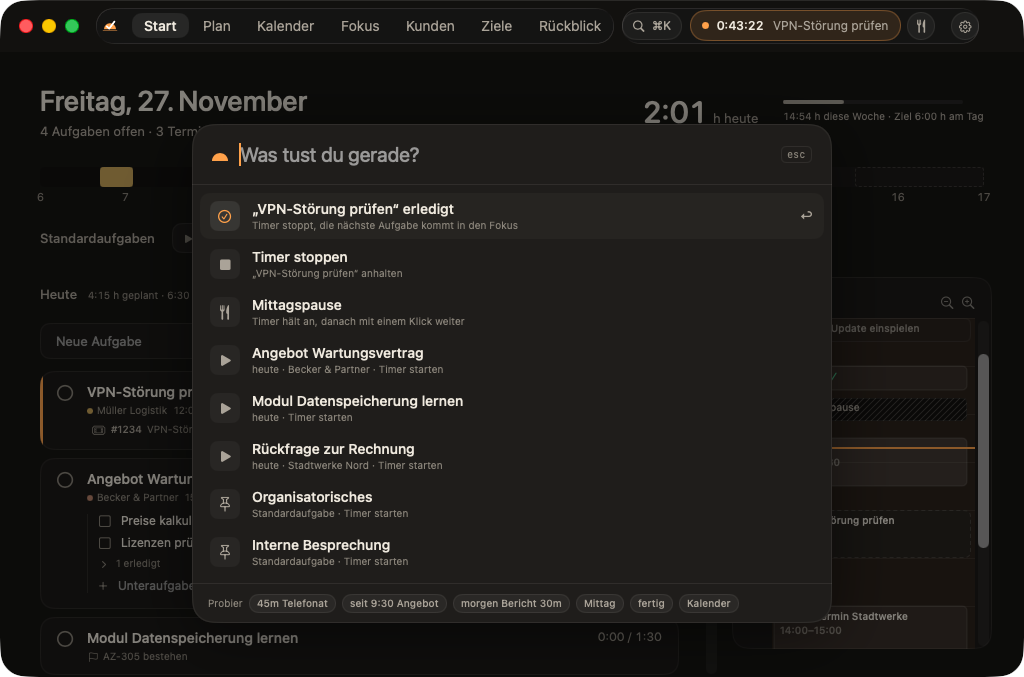 Start Plan Kalender Fokus Kunden Ziele Rückblick ⌘K 0:43:22 VPN-Störung prüfen
Freitag, 27. November
4 Aufgaben offen · 3
2:01 h heute
14:54 h diese Woche · Ziel 6:00 h am Tag
6 7 16 17
Standardaufgaben
Heute 4:15 h geplant · 6:30
Neue Aufgabe
VPN-Störung
Müller Logistik
#1234
Angebot
Becker & Partner
Preise
Lizenzen
1 erledigt
Unteraufgabe
Modul Datenspeicherung lernen
0:00 / 1:30
AZ-305 bestehen
Was tust du gerade?
esc
„VPN-Störung prüfen“ erledigt
Timer stoppt, die nächste Aufgabe kommt in den Fokus
Timer stoppen
„VPN-Störung prüfen“ anhalten
Mittagspause
Timer hält an, danach mit einem Klick weiter
Angebot Wartungsvertrag
heute · Becker & Partner · Timer starten
Modul Datenspeicherung lernen
heute · Timer starten
Rückfrage zur Rechnung
heute · Stadtwerke Nord · Timer starten
Organisatorisches
Standardaufgabe · Timer starten
Interne Besprechung
Standardaufgabe · Timer starten
Probier 45m Telefonat seit 9:30 Angebot morgen Bericht 30m Mittag fertig Kalender
Update einspielen
prüfen
Stadtwerke
14:00–15:00